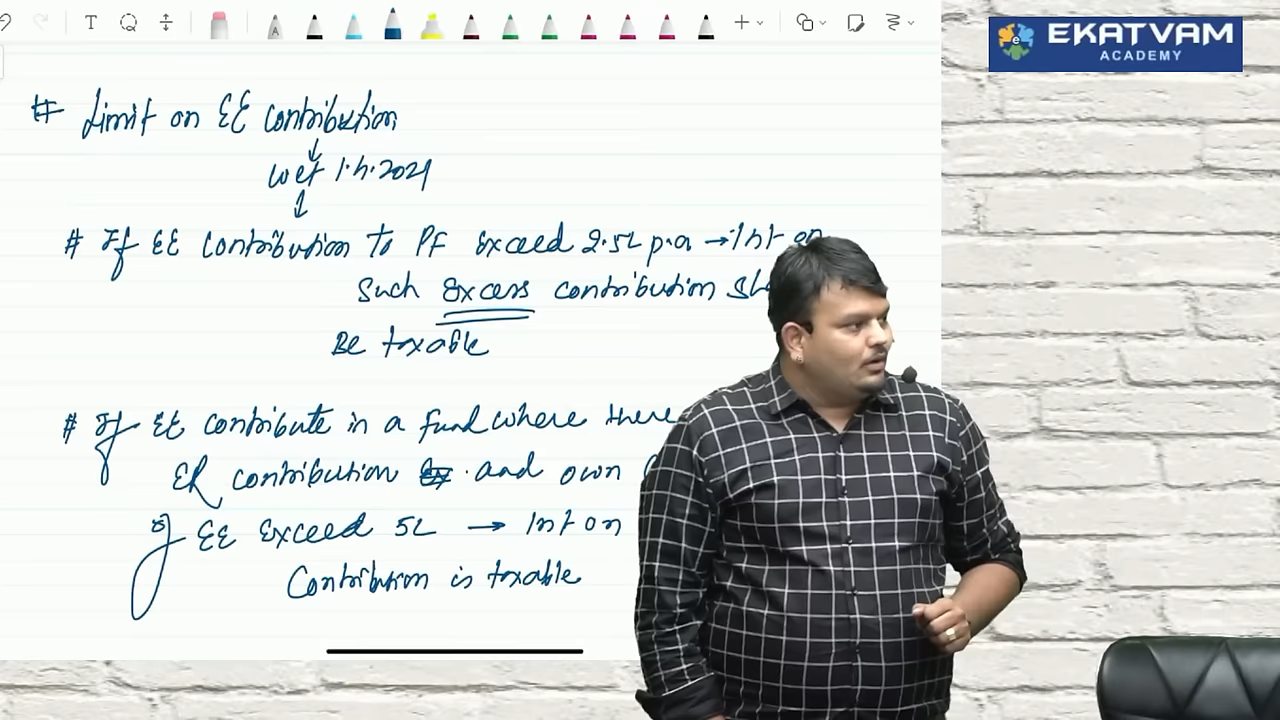 T
A
EKATVAM
ACADEMY
# Limit on EE contribution
wef 1.4.2021
# If EE contribution to PF exceed 2.5L p.a → Int on
such excess contribution
Be taxable
# If EE contribute in a fund where there
ER contribution and own
of EE exceed 5L → Int on
Contribution is taxable